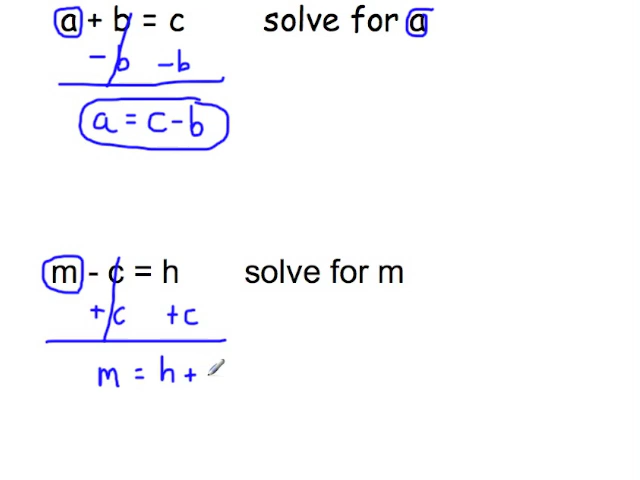 a + b = c solve for a
- b - b
a = c - b
m - c = h solve for m
+ c + c
m = h +